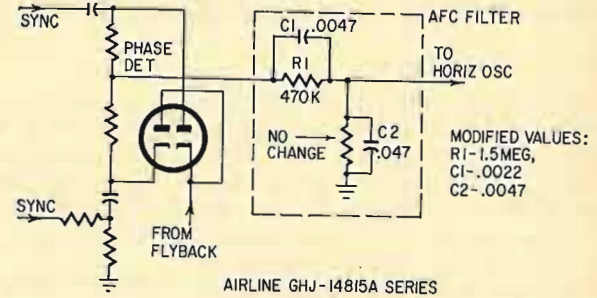 SYNC
PHASE
DET
C1 .0047
R1
470K
AFC FILTER
TO
HORIZ OSC
NO
CHANGE
C2
.047
MODIFIED VALUES:
R1-1.5MEG,
C1-.0022
C2-.0047
SYNC
FROM
FLYBACK
AIRLINE GHJ-14815A SERIES